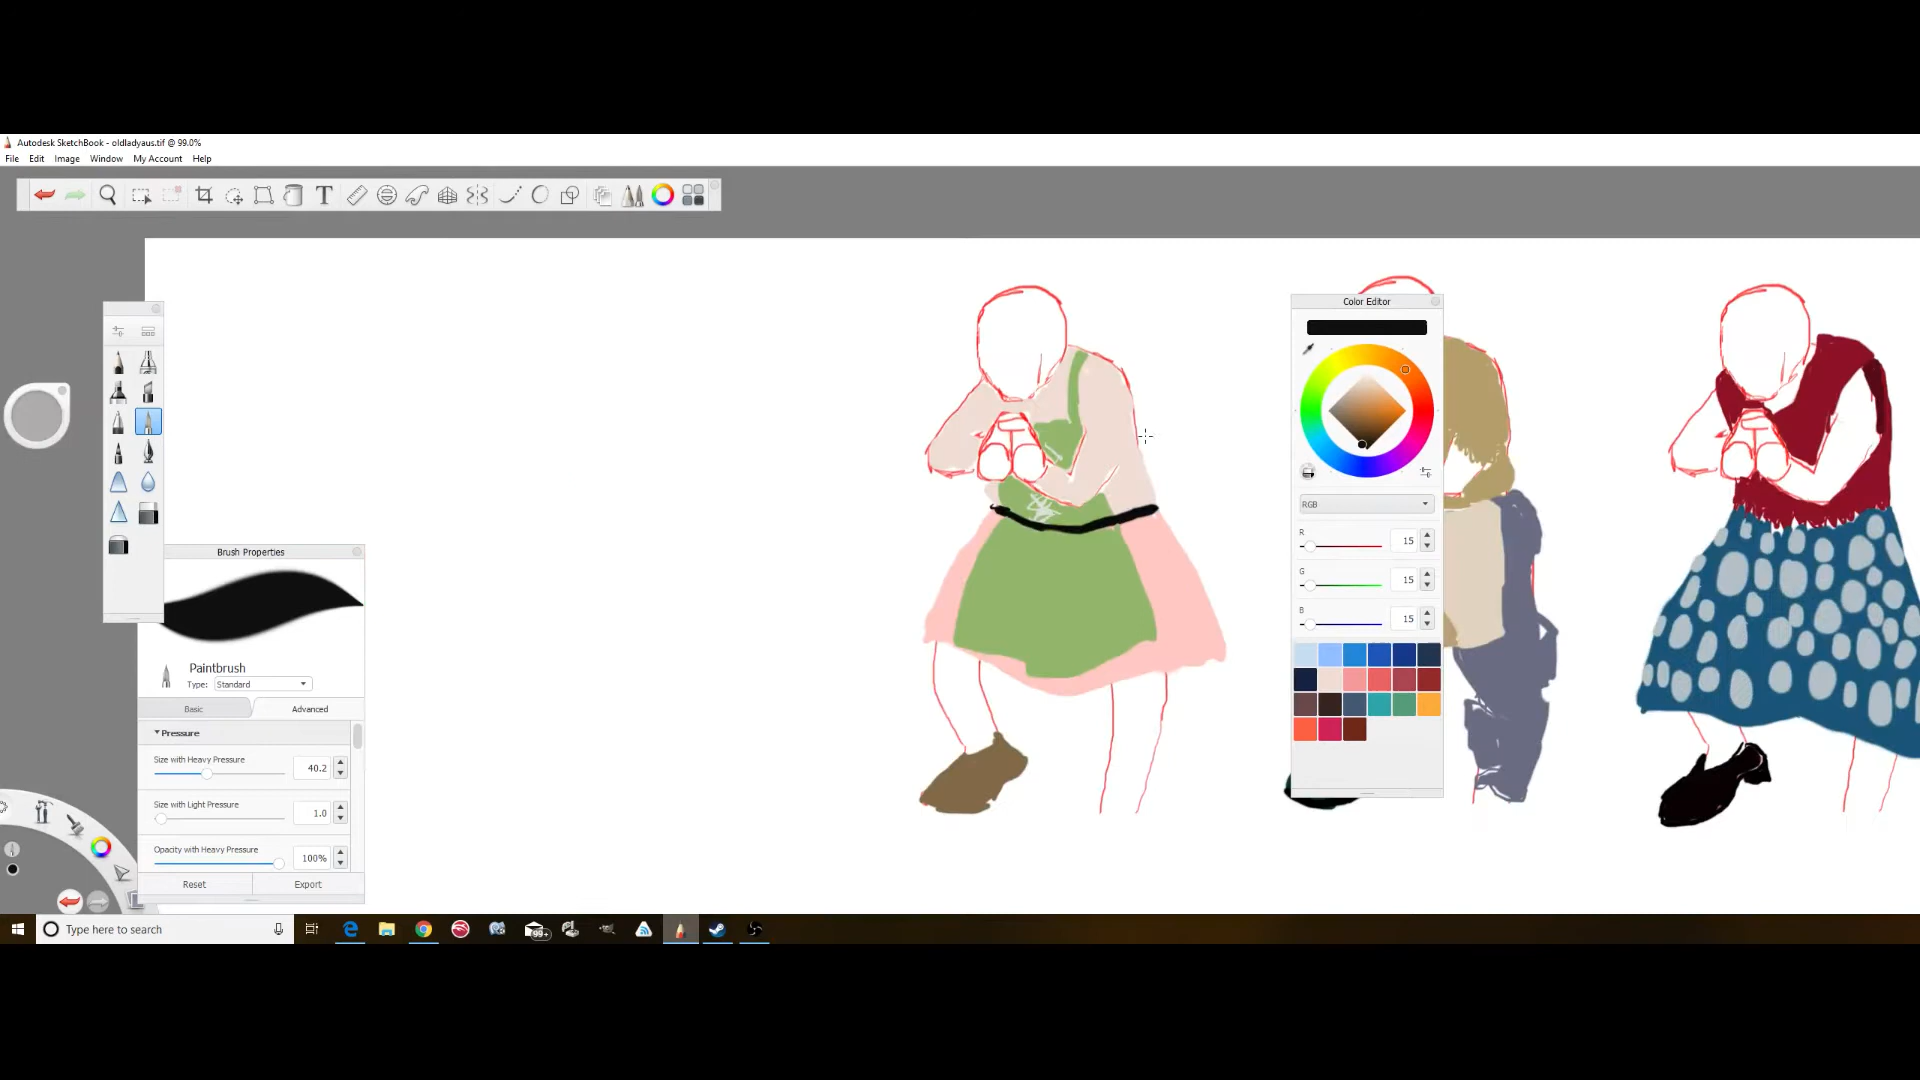 Autodesk SketchBook - oldladyaus.tif @ 99.0%
File Edit Image Window My Account Help
T
Color Editor
RGB
R 15
G 15
B 15
Brush Properties
Paintbrush
Type: Standard
Basic Advanced
Pressure
Size with Heavy Pressure
40.2
Size with Light Pressure
1.0
Opacity with Heavy Pressure
100%
Reset Export
Type here to search
99+